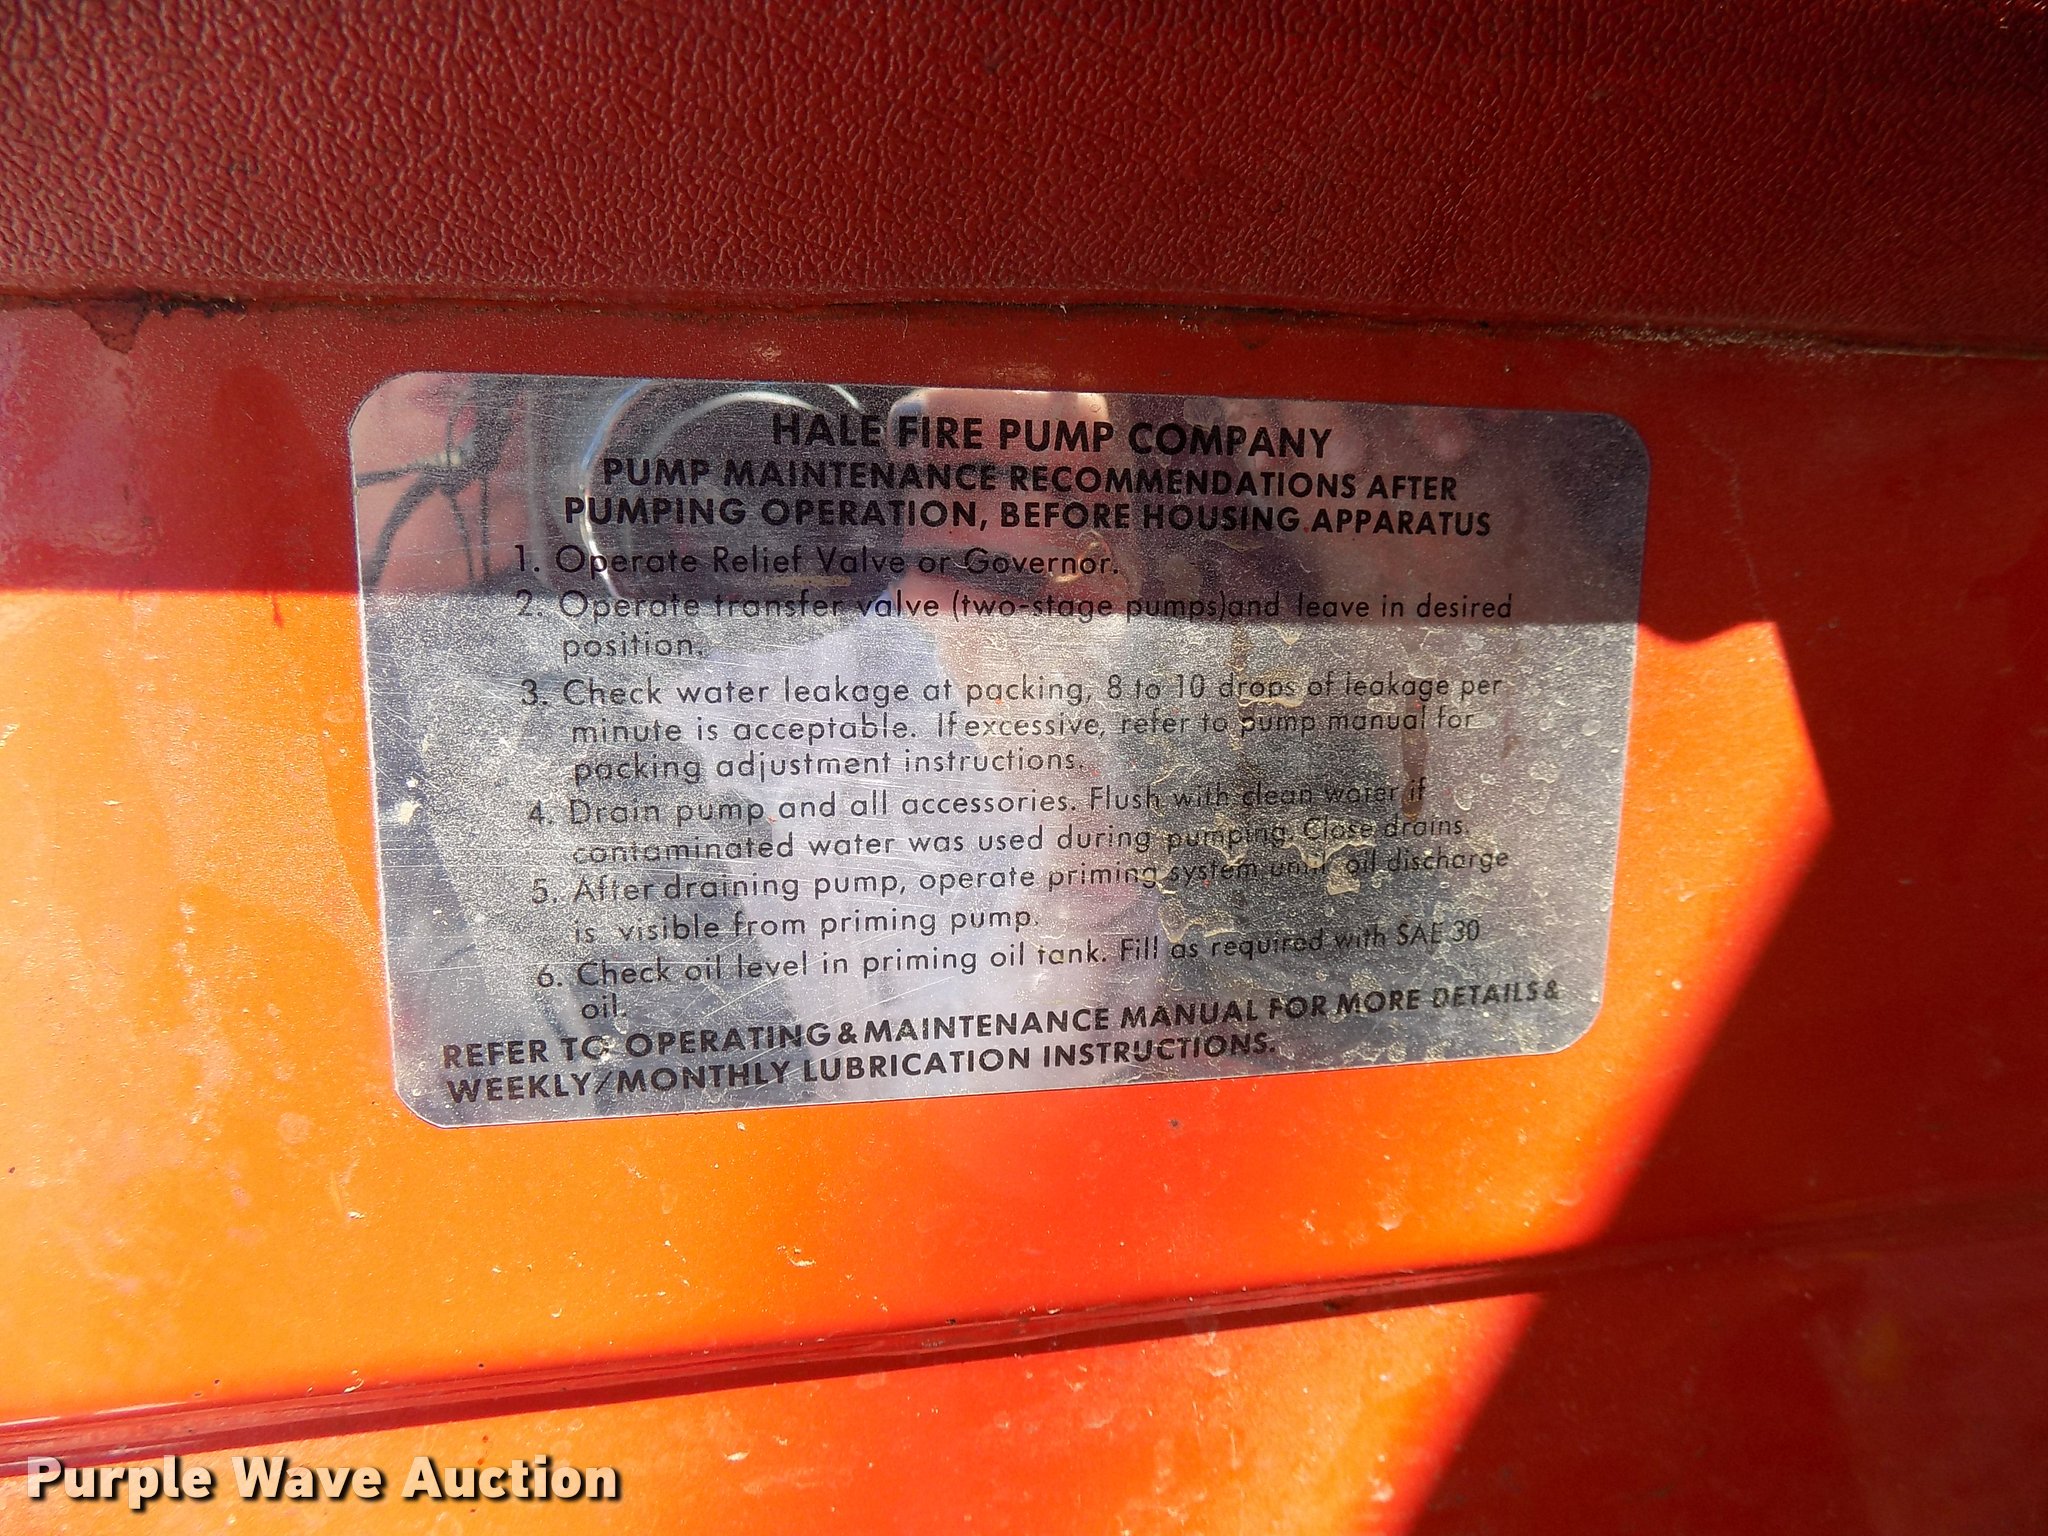 HALE FIRE PUMP COMPANY
PUMP MAINTENANCE RECOMMENDATIONS AFTER
PUMPING OPERATION, BEFORE HOUSING APPARATUS
1. Operate Relief Valve or Governor.
2. Operate transfer valve (two-stage pumps)and leave in desired
position.
3. Check water leakage at packing, 8 to 10 drops of leakage per
minute is acceptable. If excessive, refer to pump manual for
packing adjustment instructions.
4. Drain pump and all accessories. Flush with clean water if
contaminated water was used during pumping. Close drains.
5. After draining pump, operate priming system until oil discharge
is visible from priming pump.
6. Check oil level in priming oil tank. Fill as required with SAE 30
oil.
REFER TO OPERATING & MAINTENANCE MANUAL FOR MORE DETAILS &
WEEKLY/MONTHLY LUBRICATION INSTRUCTIONS.
Purple Wave Auction